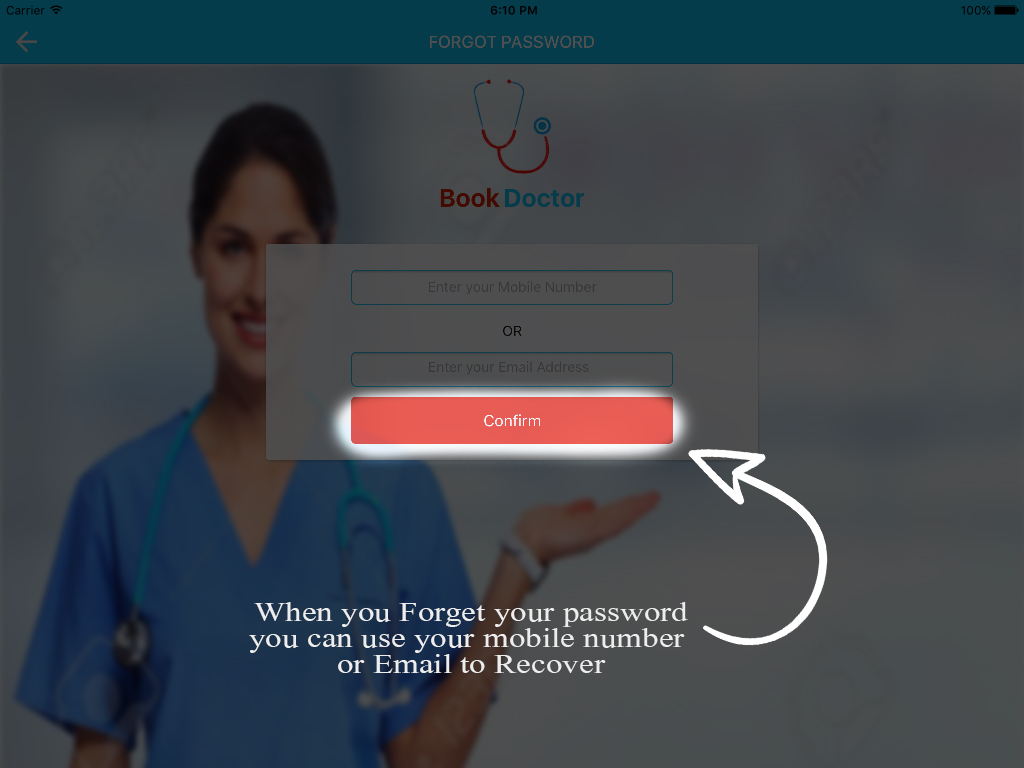 Carrier 6:10 PM 100%
FORGOT PASSWORD
Book Doctor
Enter your Mobile Number
OR
Enter your Email Address
Confirm
When you Forget your password
you can use your mobile number
or Email to Recover